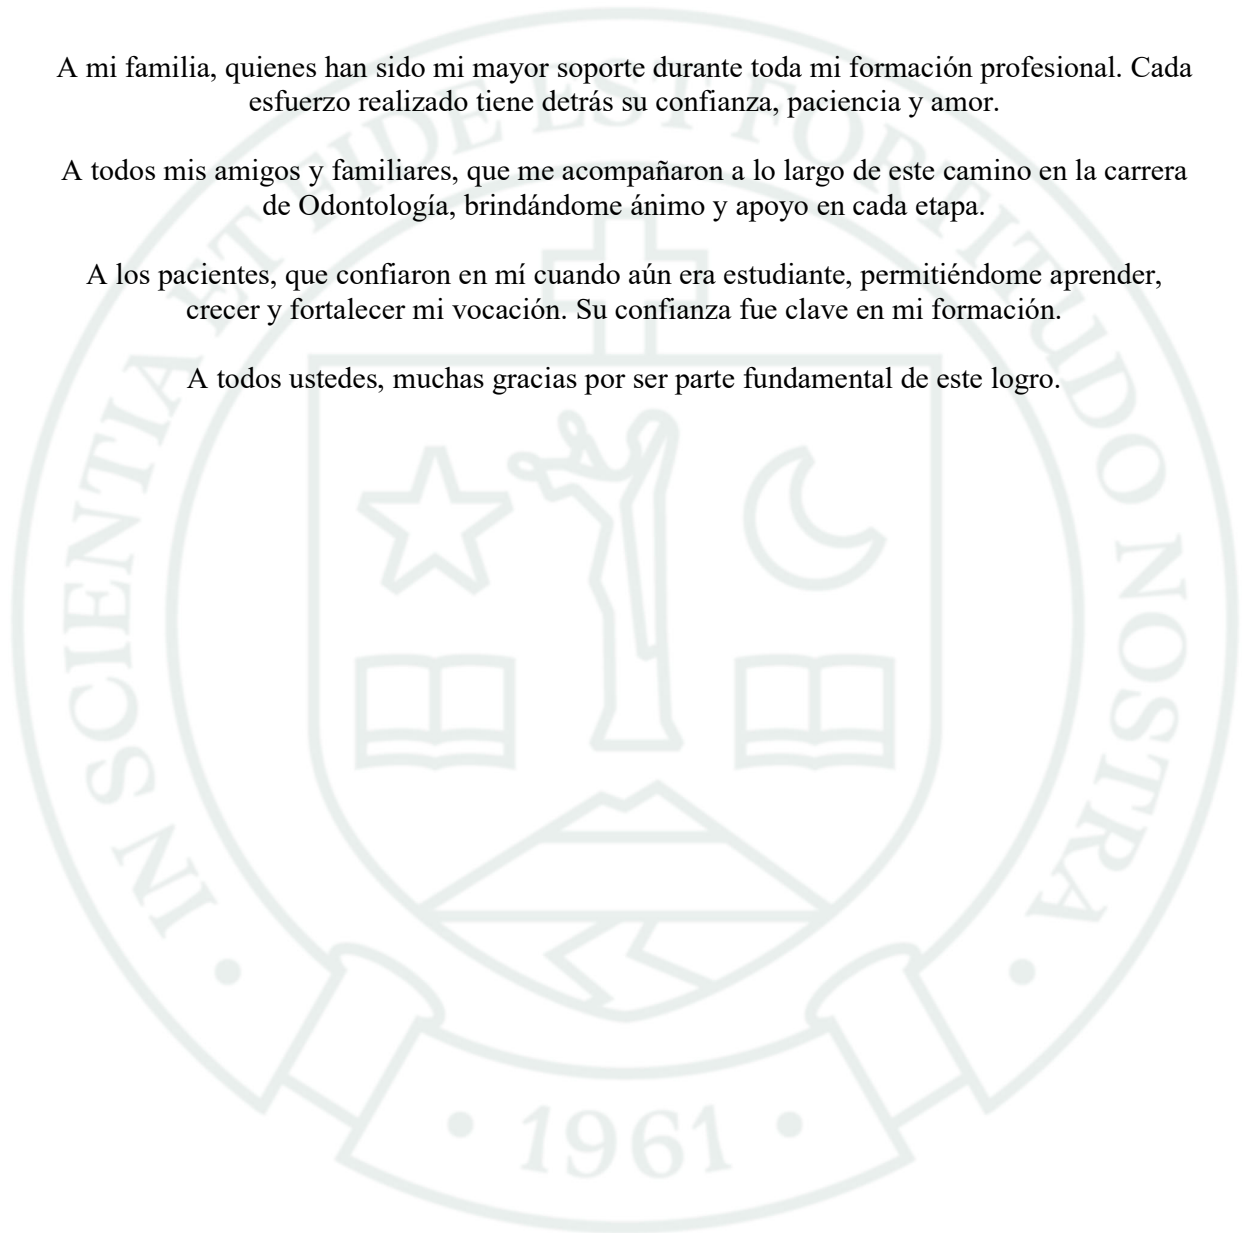 A mi familia, quienes han sido mi mayor soporte durante toda mi formación profesional. Cada
esfuerzo realizado tiene detrás su confianza, paciencia y amor.
A todos mis amigos y familiares, que me acompañaron a lo largo de este camino en la carrera
de Odontología, brindándome ánimo y apoyo en cada etapa.
A los pacientes, que confiaron en mí cuando aún era estudiante, permitiéndome aprender,
crecer y fortalecer mi vocación. Su confianza fue clave en mi formación.
A todos ustedes, muchas gracias por ser parte fundamental de este logro.
IN SCIENTIA ET FIDE EST FORTITUDO NOSTRA
• 1961 •